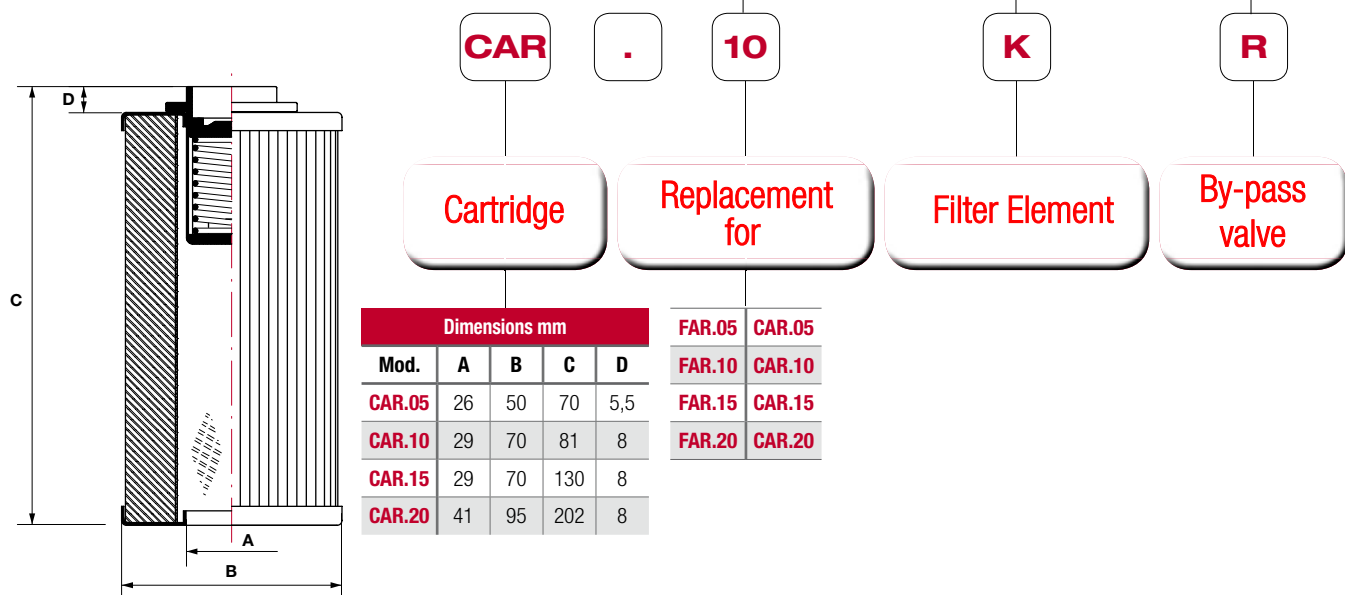 CAR . 10 K R
Cartridge
Replacement
for
Filter Element
By-pass
valve
D
C
A
B
Dimensions mm
Mod. A B C D
CAR.05 26 50 70 5,5
CAR.10 29 70 81 8
CAR.15 29 70 130 8
CAR.20 41 95 202 8
FAR.05 CAR.05
FAR.10 CAR.10
FAR.15 CAR.15
FAR.20 CAR.20